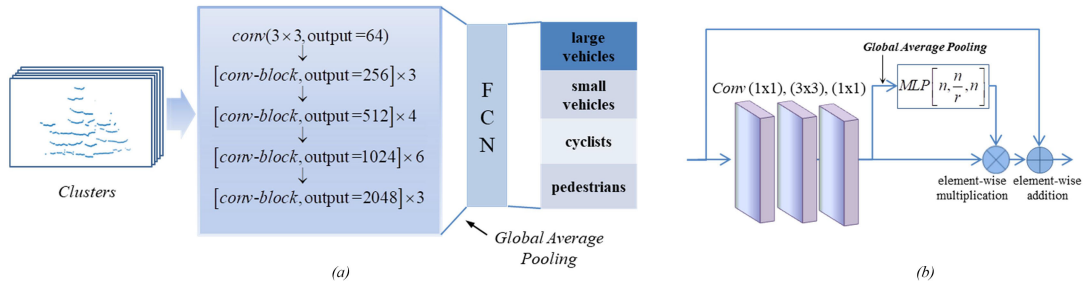 Clusters
conv(3×3,output=64)
[conv-block,output=256]×3
[conv-block,output=512]×4
[conv-block,output=1024]×6
[conv-block,output=2048]×3
F
C
N
large
vehicles
small
vehicles
cyclists
pedestrians
Global Average
Pooling
(a)
Global Average Pooling
Conv (1x1), (3x3), (1x1)
MLP[n, n/r, n]
element-wise
multiplication
element-wise
addition
(b)